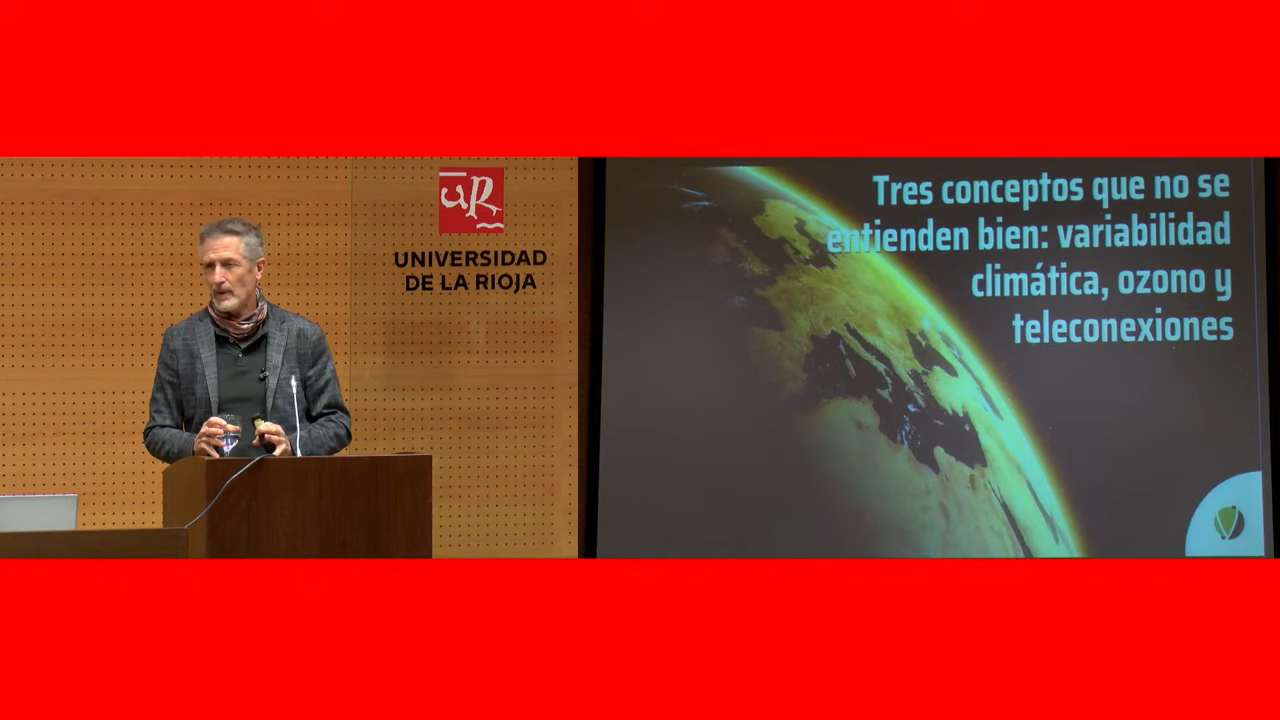 uR
UNIVERSIDAD
DE LA RIOJA
Tres conceptos que no se
entienden bien: variabilidad
climática, ozono y
teleconexiones